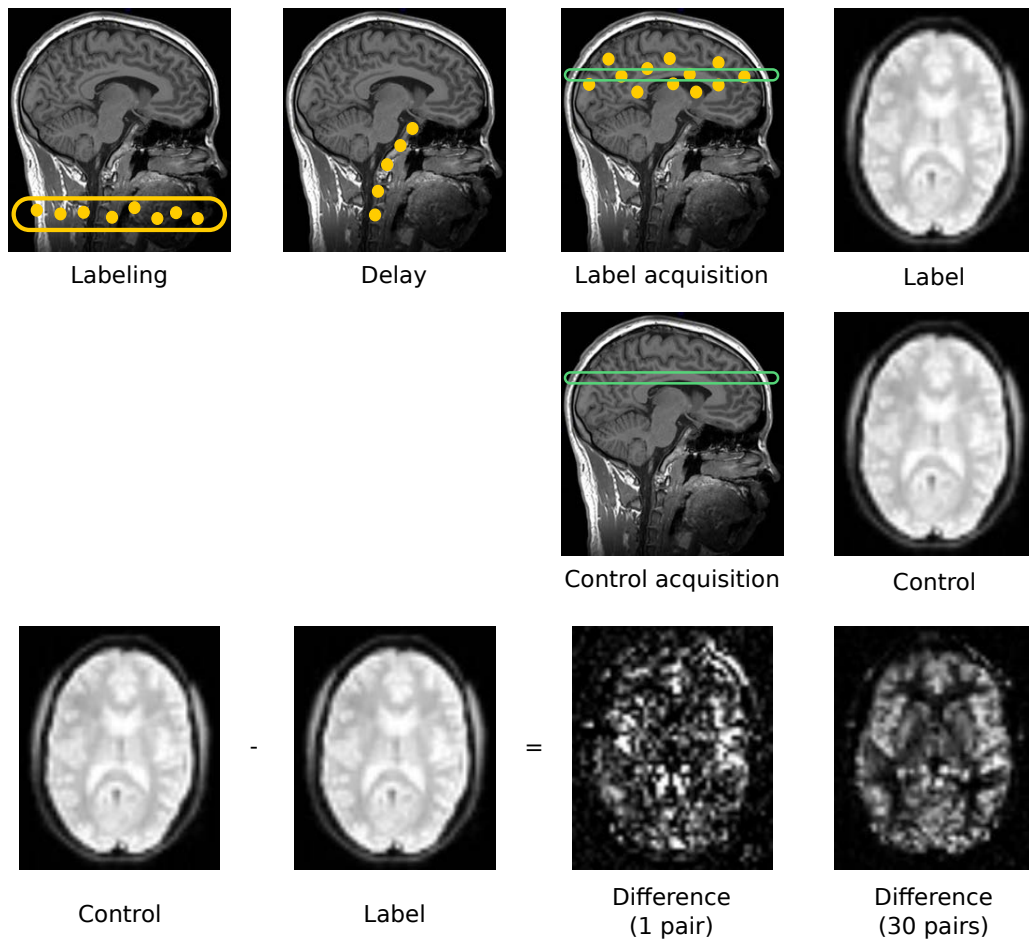 Labeling
Delay
Label acquisition
Label
Control acquisition
Control
-
=
Control
Label
Difference
(1 pair)
Difference
(30 pairs)